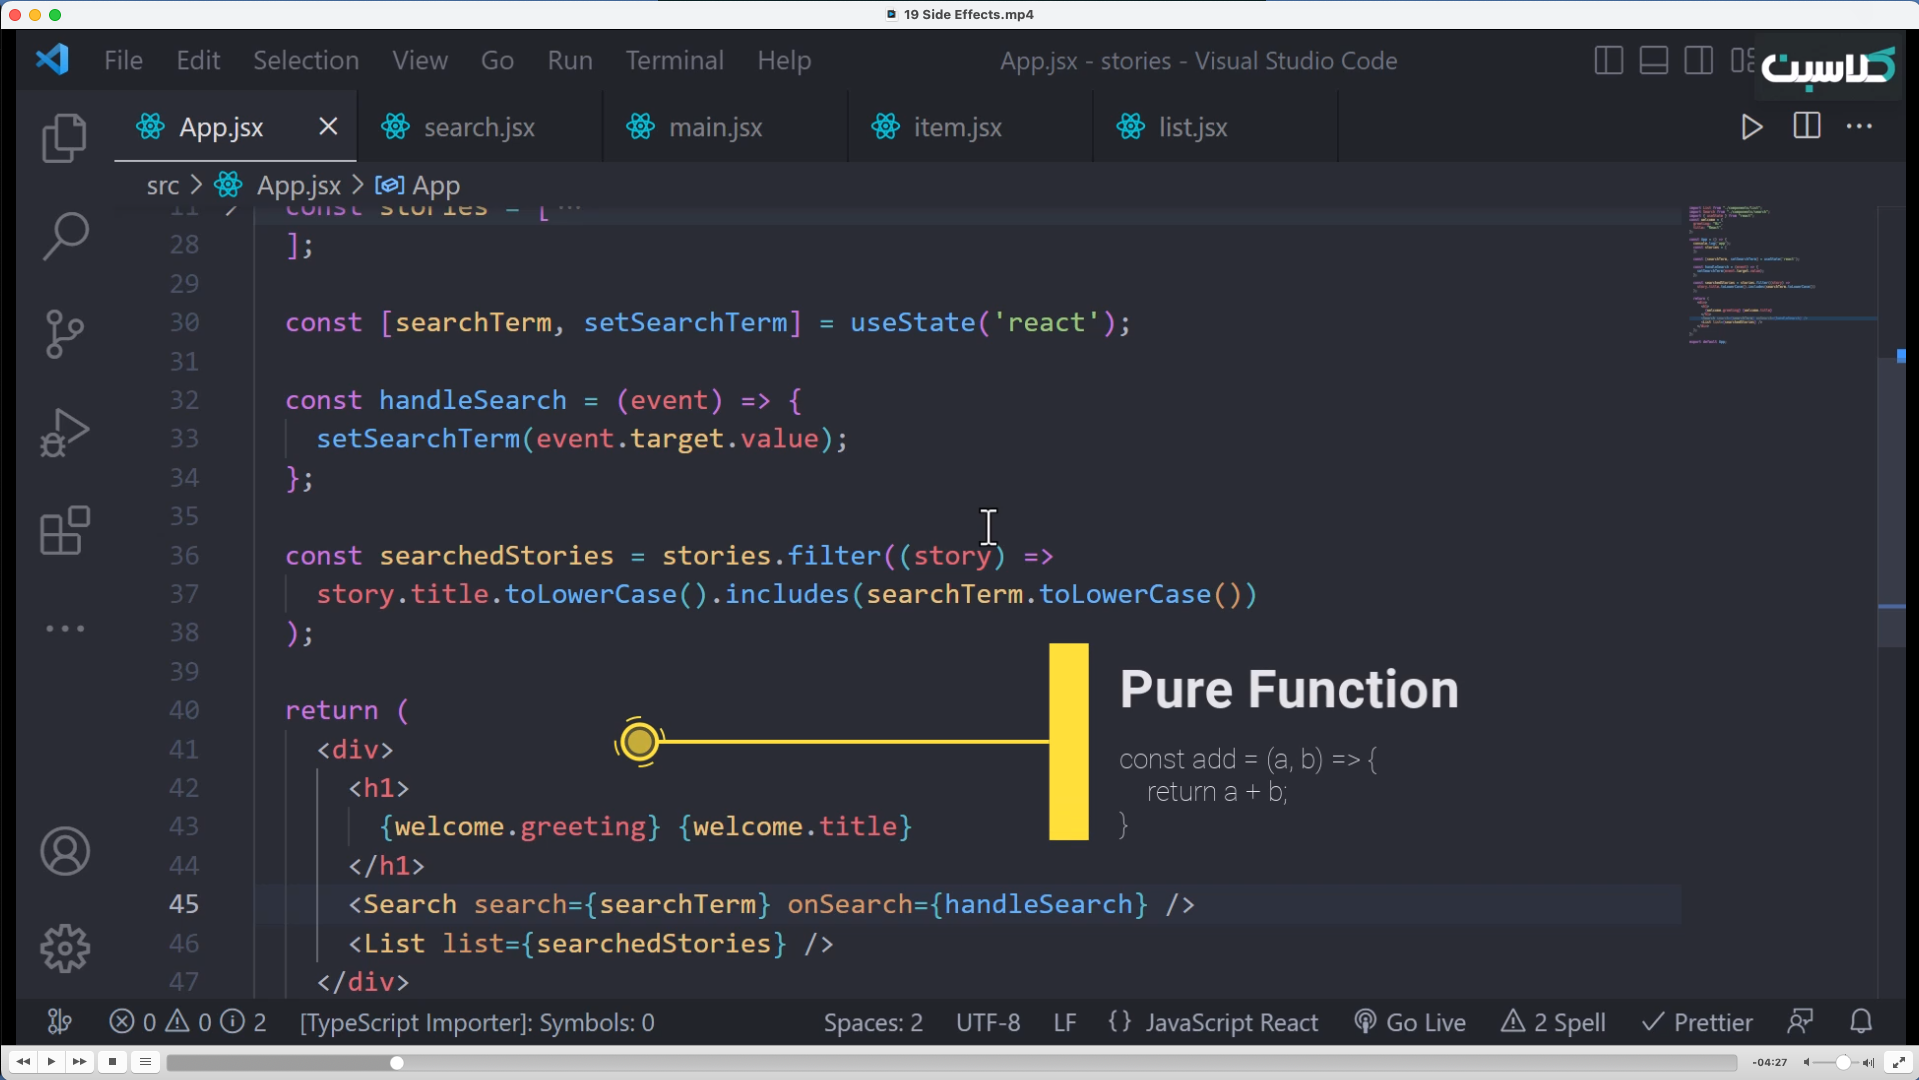 19 Side Effects.mp4
File Edit Selection View Go Run Terminal Help
App.jsx - stories - Visual Studio Code
کلاسبن
App.jsx search.jsx main.jsx item.jsx list.jsx
src > App.jsx > App
11 const stories = [ ...
28 ];
29
30 const [searchTerm, setSearchTerm] = useState('react');
31
32 const handleSearch = (event) => {
33 setSearchTerm(event.target.value);
34 };
35
36 const searchedStories = stories.filter((story) =>
37 story.title.toLowerCase().includes(searchTerm.toLowerCase())
38 );
39
40 return (
41 <div>
42 <h1>
43 {welcome.greeting} {welcome.title}
44 </h1>
45 <Search search={searchTerm} onSearch={handleSearch} />
46 <List list={searchedStories} />
47 </div>
Pure Function
const add = (a, b) => {
return a + b;
}
0 0 2 [TypeScript Importer]: Symbols: 0 Spaces: 2 UTF-8 LF {} JavaScript React Go Live 2 Spell Prettier
-04:27